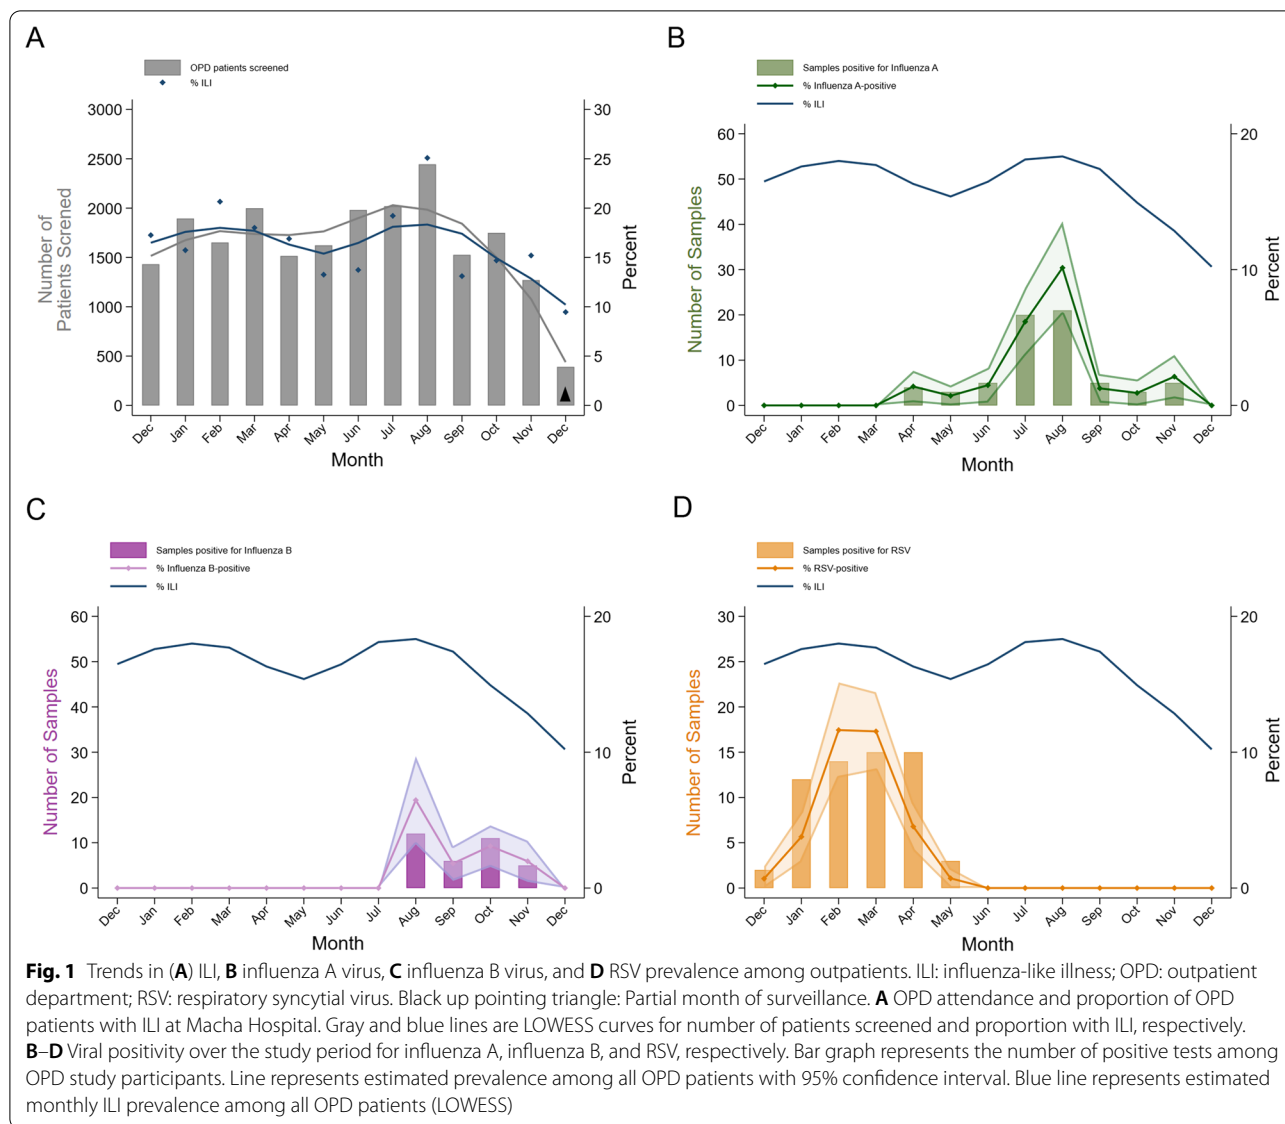 A
OPD patients screened
% ILI
3000
2500
2000
1500
1000
500
0
Number of
Patients Screned
30
25
20
15
10
5
0
Percent
Dec Jan Feb Mar Apr May Jun Jul Aug Sep Oct Nov Dec
Month
B
Samples positive for Influenza A
% Influenza A-positive
% ILI
60
50
40
30
20
10
0
Number of Samples
20
10
0
Percent
Dec Jan Feb Mar Apr May Jun Jul Aug Sep Oct Nov Dec
Month
C
Samples positive for Influenza B
% Influenza B-positive
% ILI
60
50
40
30
20
10
0
Number of Samples
20
10
0
Percent
Dec Jan Feb Mar Apr May Jun Jul Aug Sep Oct Nov Dec
Month
D
Samples positive for RSV
% RSV-positive
% ILI
30
25
20
15
10
5
0
Number of Samples
20
10
0
Percent
Dec Jan Feb Mar Apr May Jun Jul Aug Sep Oct Nov Dec
Month
Fig. 1 Trends in (A) ILI, B influenza A virus, C influenza B virus, and D RSV prevalence among outpatients. ILI: influenza-like illness; OPD: outpatient
department; RSV: respiratory syncytial virus. Black up pointing triangle: Partial month of surveillance. A OPD attendance and proportion of OPD
patients with ILI at Macha Hospital. Gray and blue lines are LOWESS curves for number of patients screened and proportion with ILI, respectively.
B–D Viral positivity over the study period for influenza A, influenza B, and RSV, respectively. Bar graph represents the number of positive tests among
OPD study participants. Line represents estimated prevalence among all OPD patients with 95% confidence interval. Blue line represents estimated
monthly ILI prevalence among all OPD patients (LOWESS)